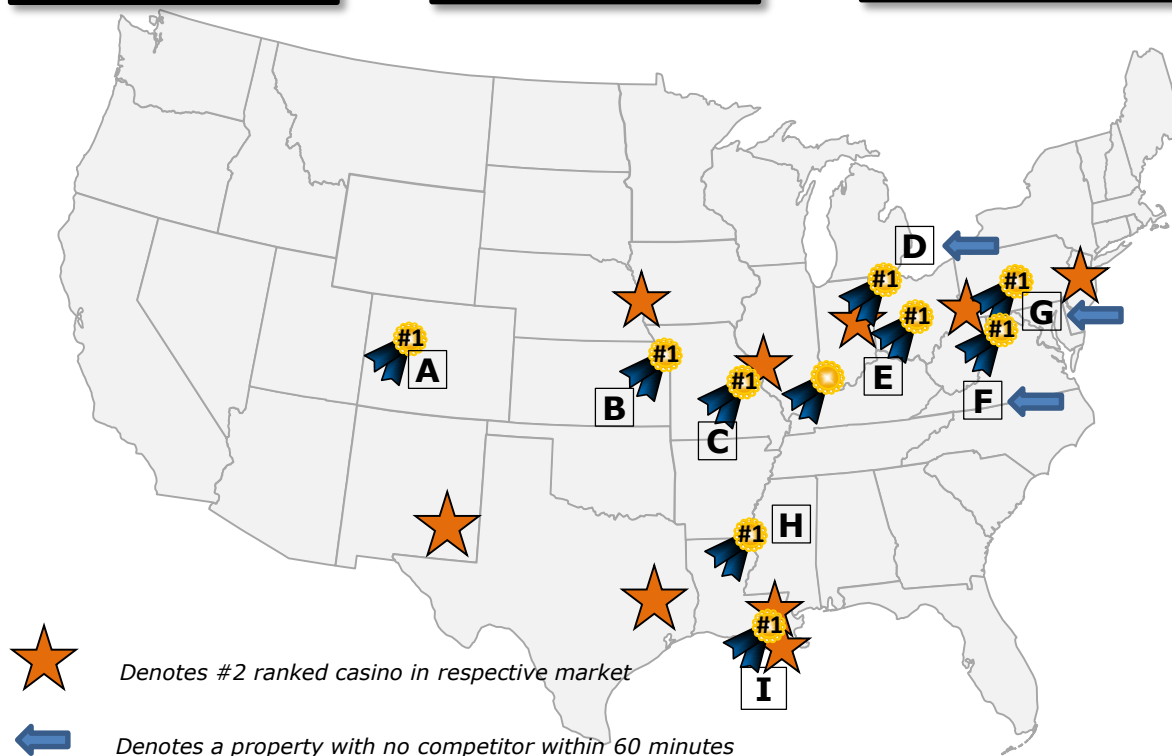 D
#1
#1
G
#1
#1
#1
A
#1
B
#1
C
E
F
#1
H
#1
I
Denotes #2 ranked casino in respective market
Denotes a property with no competitor within 60 minutes